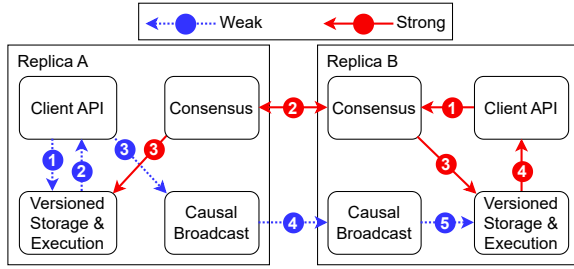 Weak Strong
Replica A Replica B
Client API Consensus 2 Consensus 1 Client API
1 2 3 3 3 4
Versioned
Storage &
Execution
Causal
Broadcast
4
Causal
Broadcast
5
Versioned
Storage &
Execution